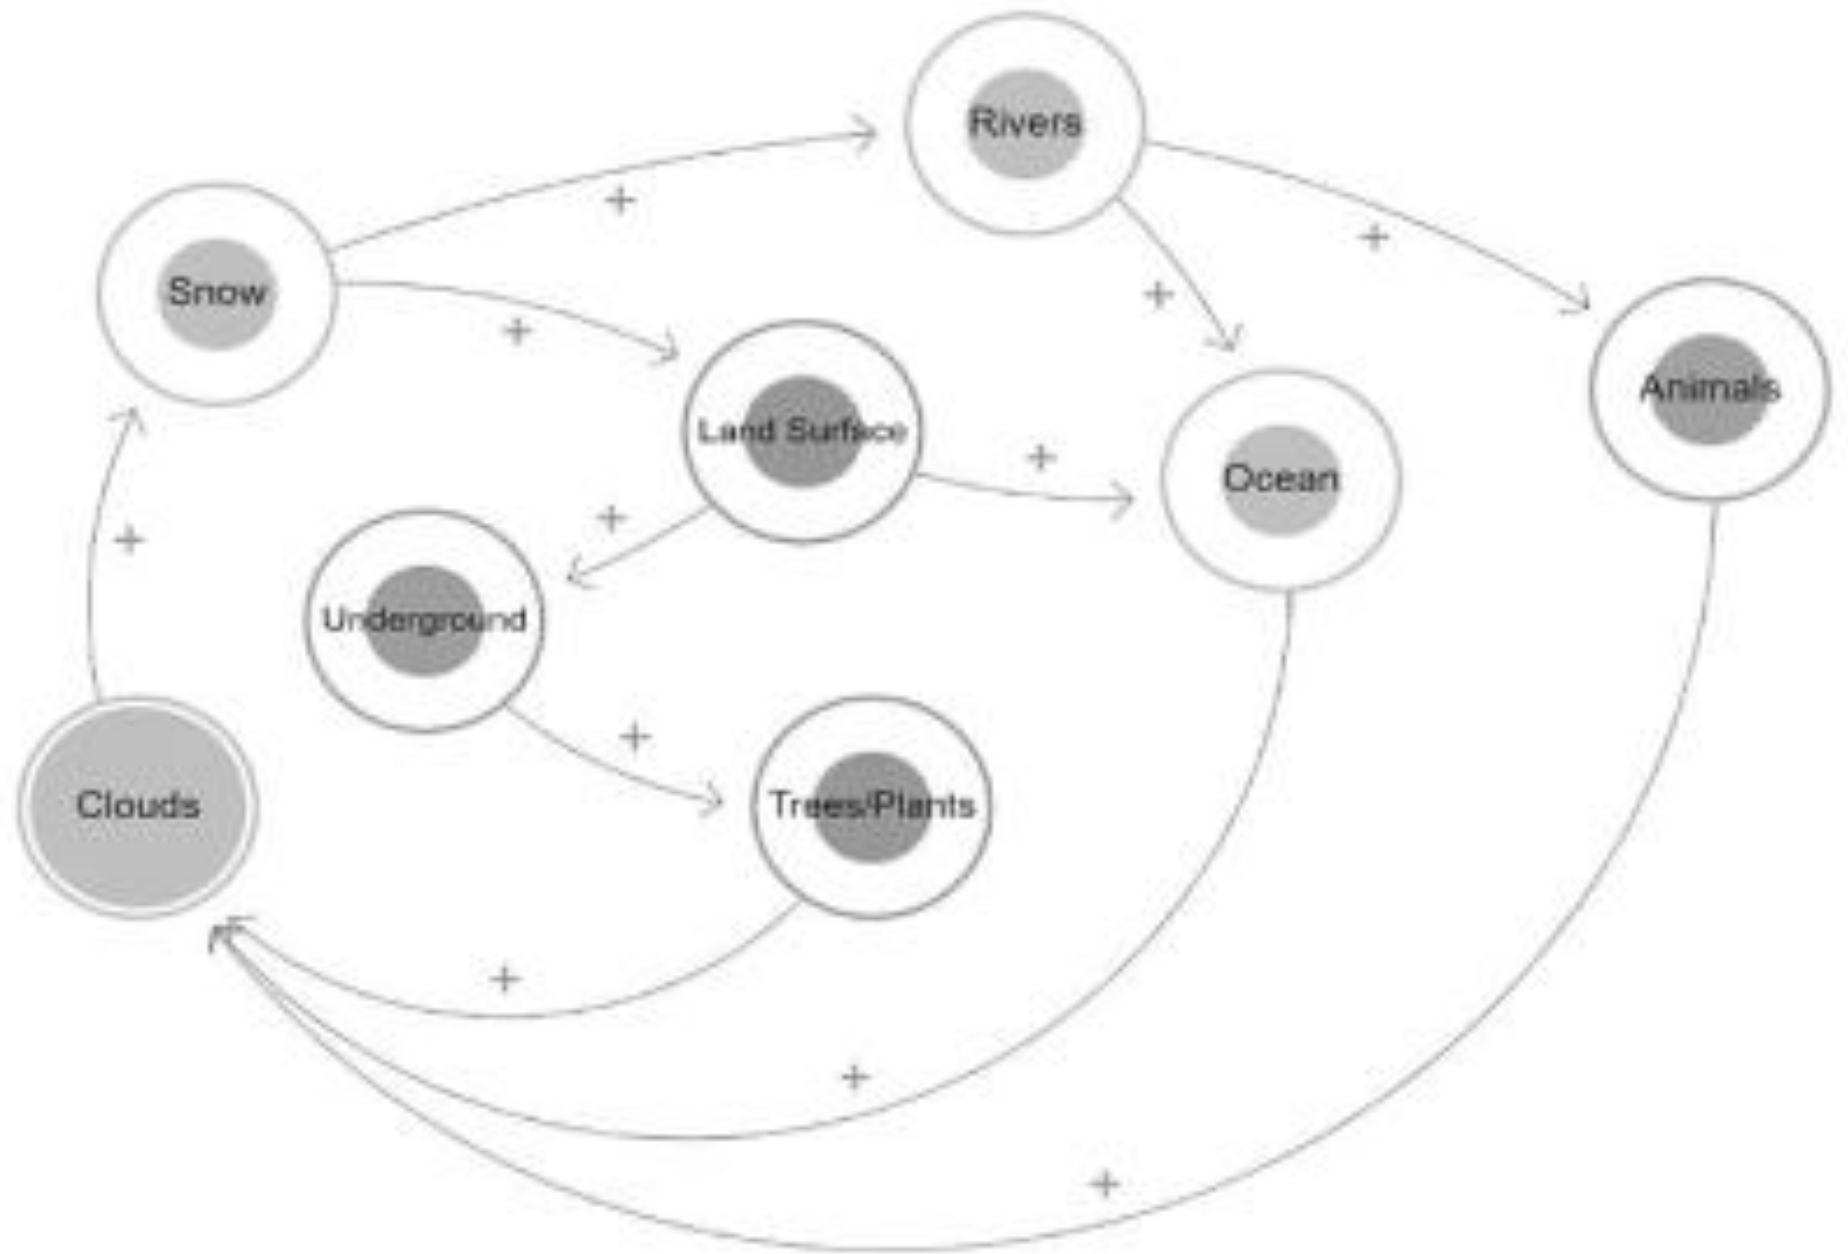 Rivers
+
Snow
+
+
+
Animals
Land Surface
+
Ocean
+
+
Underground
+
Clouds
Trees/Plants
+
+
+